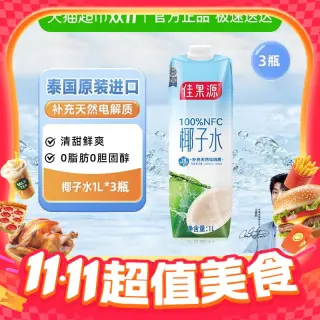 天猫超市双11官方正品 极速送达
3瓶
泰国原装进口
补充天然电解质
清甜鲜爽
0脂肪0胆固醇
椰子水1L*3瓶
佳果源
100%NFC
椰子水
净含量:1L
11·11超值美食